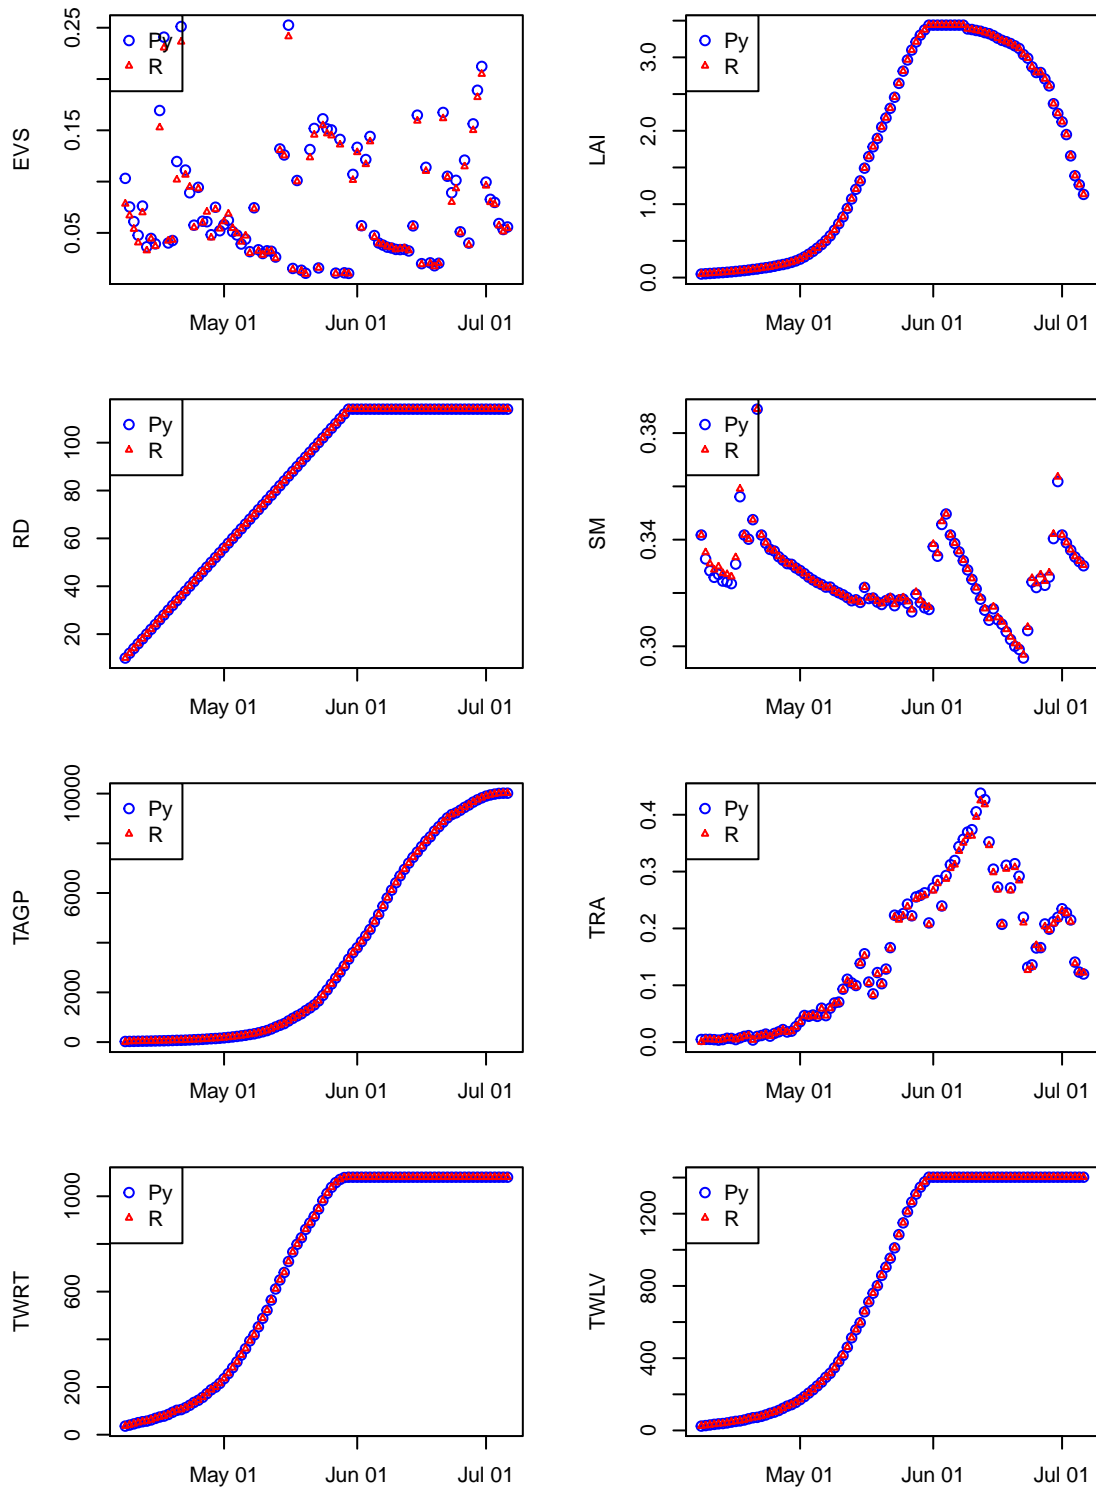 EVS
0.05 0.15 0.25
Py
R
May 01 Jun 01 Jul 01
LAI
0.0 1.0 2.0 3.0
Py
R
May 01 Jun 01 Jul 01
RD
20 40 60 80 100
Py
R
May 01 Jun 01 Jul 01
SM
0.30 0.34 0.38
Py
R
May 01 Jun 01 Jul 01
TAGP
0 2000 6000 10000
Py
R
May 01 Jun 01 Jul 01
TRA
0.0 0.1 0.2 0.3 0.4
Py
R
May 01 Jun 01 Jul 01
TWRT
0 200 600 1000
Py
R
May 01 Jun 01 Jul 01
TWLV
0 400 800 1200
Py
R
May 01 Jun 01 Jul 01